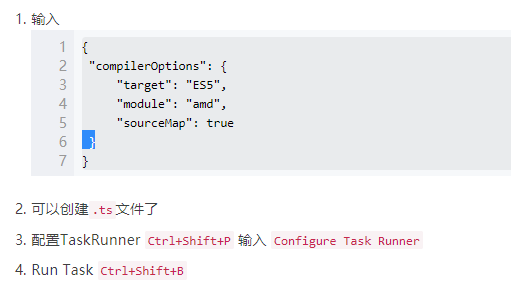 1. 输入
1 {
2  "compilerOptions": {
3      "target": "ES5",
4      "module": "amd",
5      "sourceMap": true
6  }
7 }
2. 可以创建 .ts 文件了
3. 配置TaskRunner Ctrl+Shift+P 输入 Configure Task Runner
4. Run Task Ctrl+Shift+B